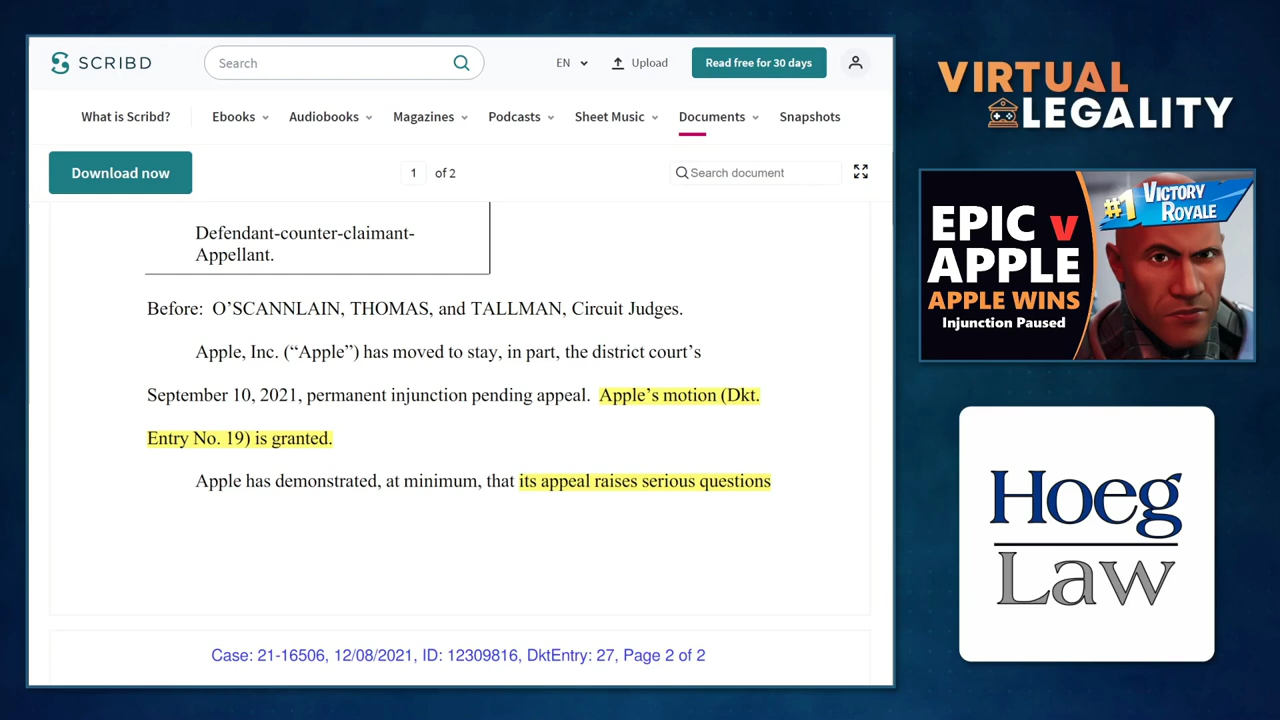 SCRIBD
Search
EN
Upload
Read free for 30 days
What is Scribd?
Ebooks
Audiobooks
Magazines
Podcasts
Sheet Music
Documents
Snapshots
Download now
1 of 2
Search document
Defendant-counter-claimant-
Appellant.
Before: O’SCANNLAIN, THOMAS, and TALLMAN, Circuit Judges.
Apple, Inc. (“Apple”) has moved to stay, in part, the district court’s
September 10, 2021, permanent injunction pending appeal. Apple’s motion (Dkt.
Entry No. 19) is granted.
Apple has demonstrated, at minimum, that its appeal raises serious questions
Case: 21-16506, 12/08/2021, ID: 12309816, DktEntry: 27, Page 2 of 2
VIRTUAL
LEGALITY
#1 VICTORY
ROYALE
EPIC v
APPLE
APPLE WINS
Injunction Paused
Hoeg
Law